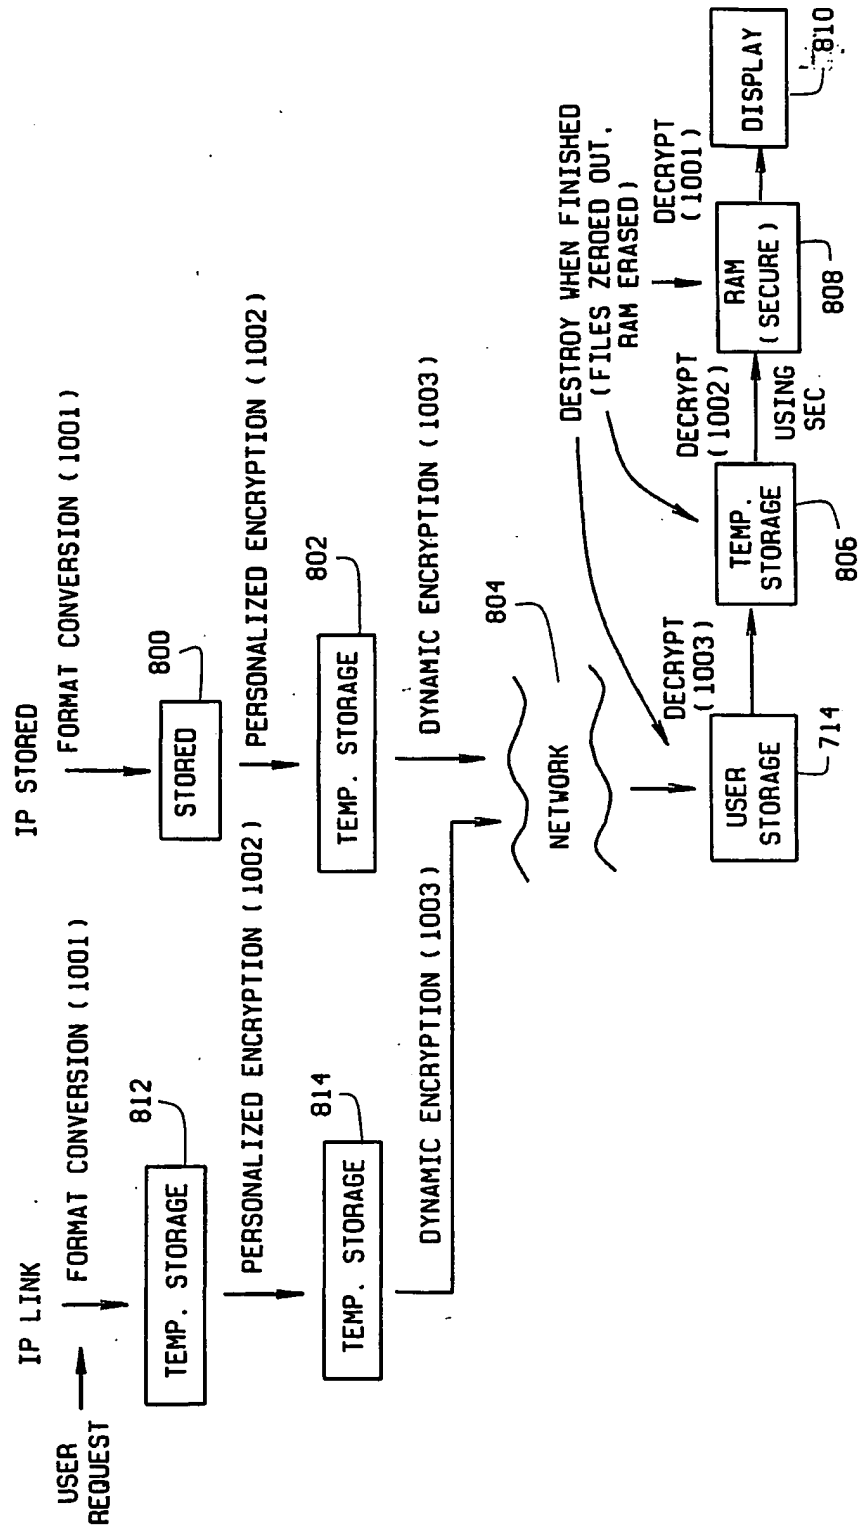 USER
REQUEST
IP LINK
FORMAT CONVERSION (1001)
812
TEMP. STORAGE
PERSONALIZED ENCRYPTION (1002)
814
TEMP. STORAGE
DYNAMIC ENCRYPTION (1003)
IP STORED
FORMAT CONVERSION (1001)
800
STORED
PERSONALIZED ENCRYPTION (1002)
802
TEMP. STORAGE
DYNAMIC ENCRYPTION (1003)
804
NETWORK
DESTROY WHEN FINISHED
(FILES ZEROED OUT,
RAM ERASED)
USER
STORAGE
714
DECRYPT
(1003)
TEMP.
STORAGE
806
DECRYPT
(1002)
USING
SEC
RAM
(SECURE)
808
DECRYPT
(1001)
DISPLAY
810